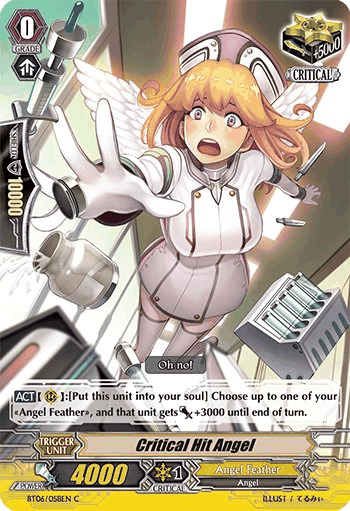 0
GRADE
+5000
CRITICAL
SHIELD
10000
Oh no!
ACT[ ]:[Put this unit into your soul] Choose up to one of your
«Angel Feather», and that unit gets +3000 until end of turn.
TRIGGER
UNIT
Critical Hit Angel
POWER
4000
1
CRITICAL
Angel Feather
Angel
BT06/058EN C
ILLUST / てるみぃ